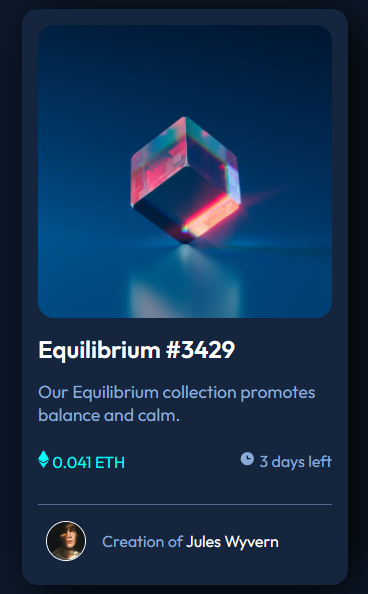 Equilibrium #3429
Our Equilibrium collection promotes
balance and calm.
0.041 ETH 3 days left
Creation of Jules Wyvern